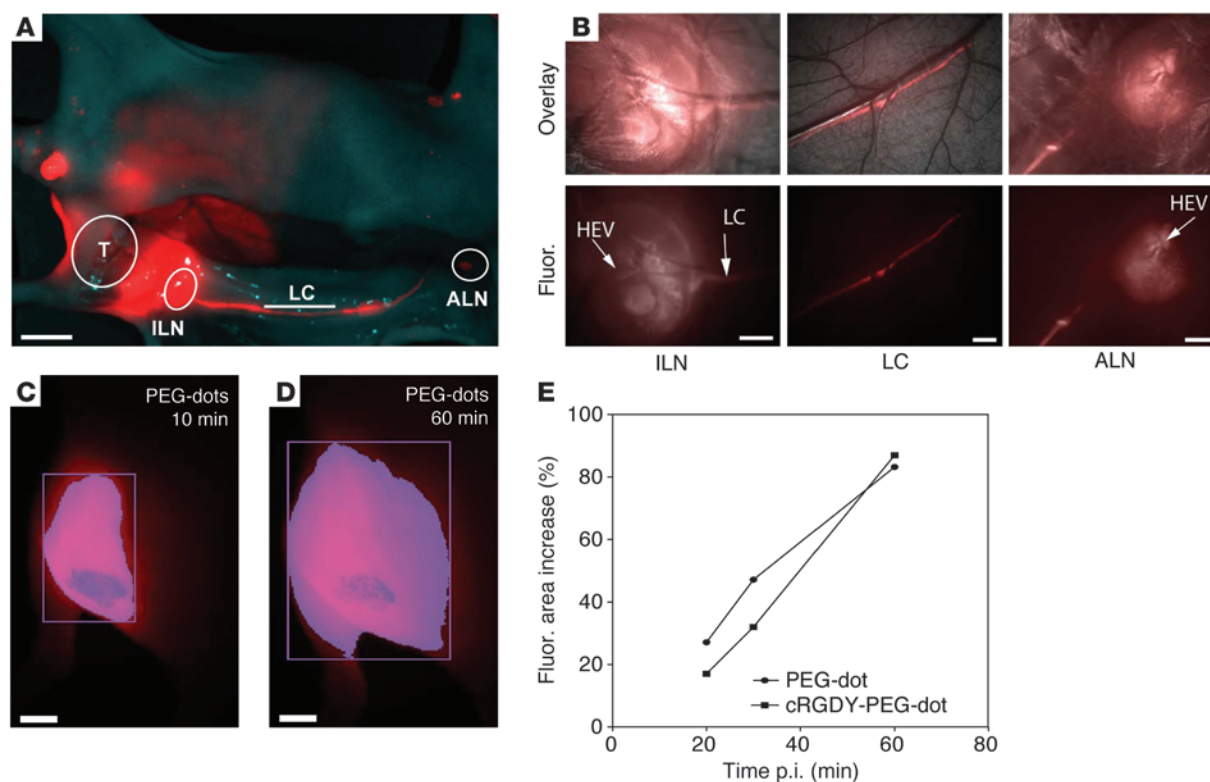 A
T
ILN
LC
ALN
B
Overlay
Fluor.
HEV
LC
HEV
ILN
LC
ALN
C
PEG-dots
10 min
D
PEG-dots
60 min
E
Fluor. area increase (%)
100
80
60
40
20
0
0
20
40
60
80
PEG-dot
cRGDY-PEG-dot
Time p.i. (min)